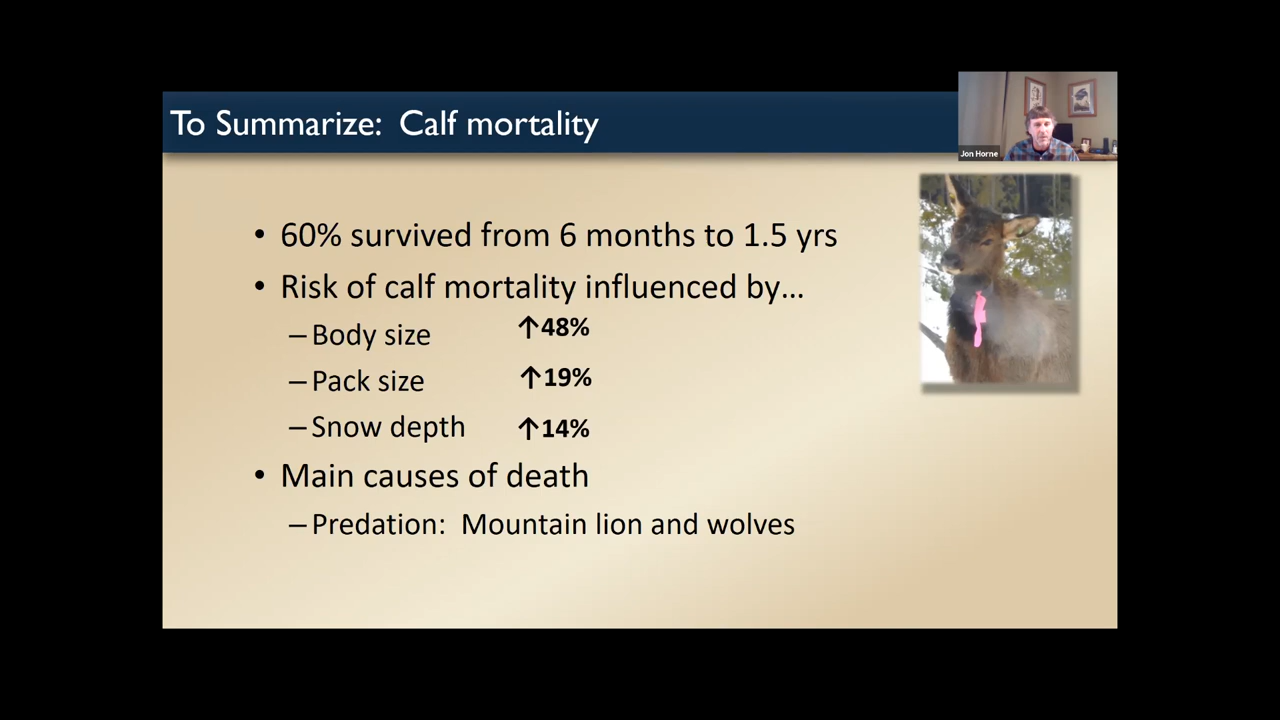 To Summarize: Calf mortality
Jon Horne
• 60% survived from 6 months to 1.5 yrs
• Risk of calf mortality influenced by…
– Body size ↑48%
– Pack size ↑19%
– Snow depth ↑14%
• Main causes of death
– Predation: Mountain lion and wolves